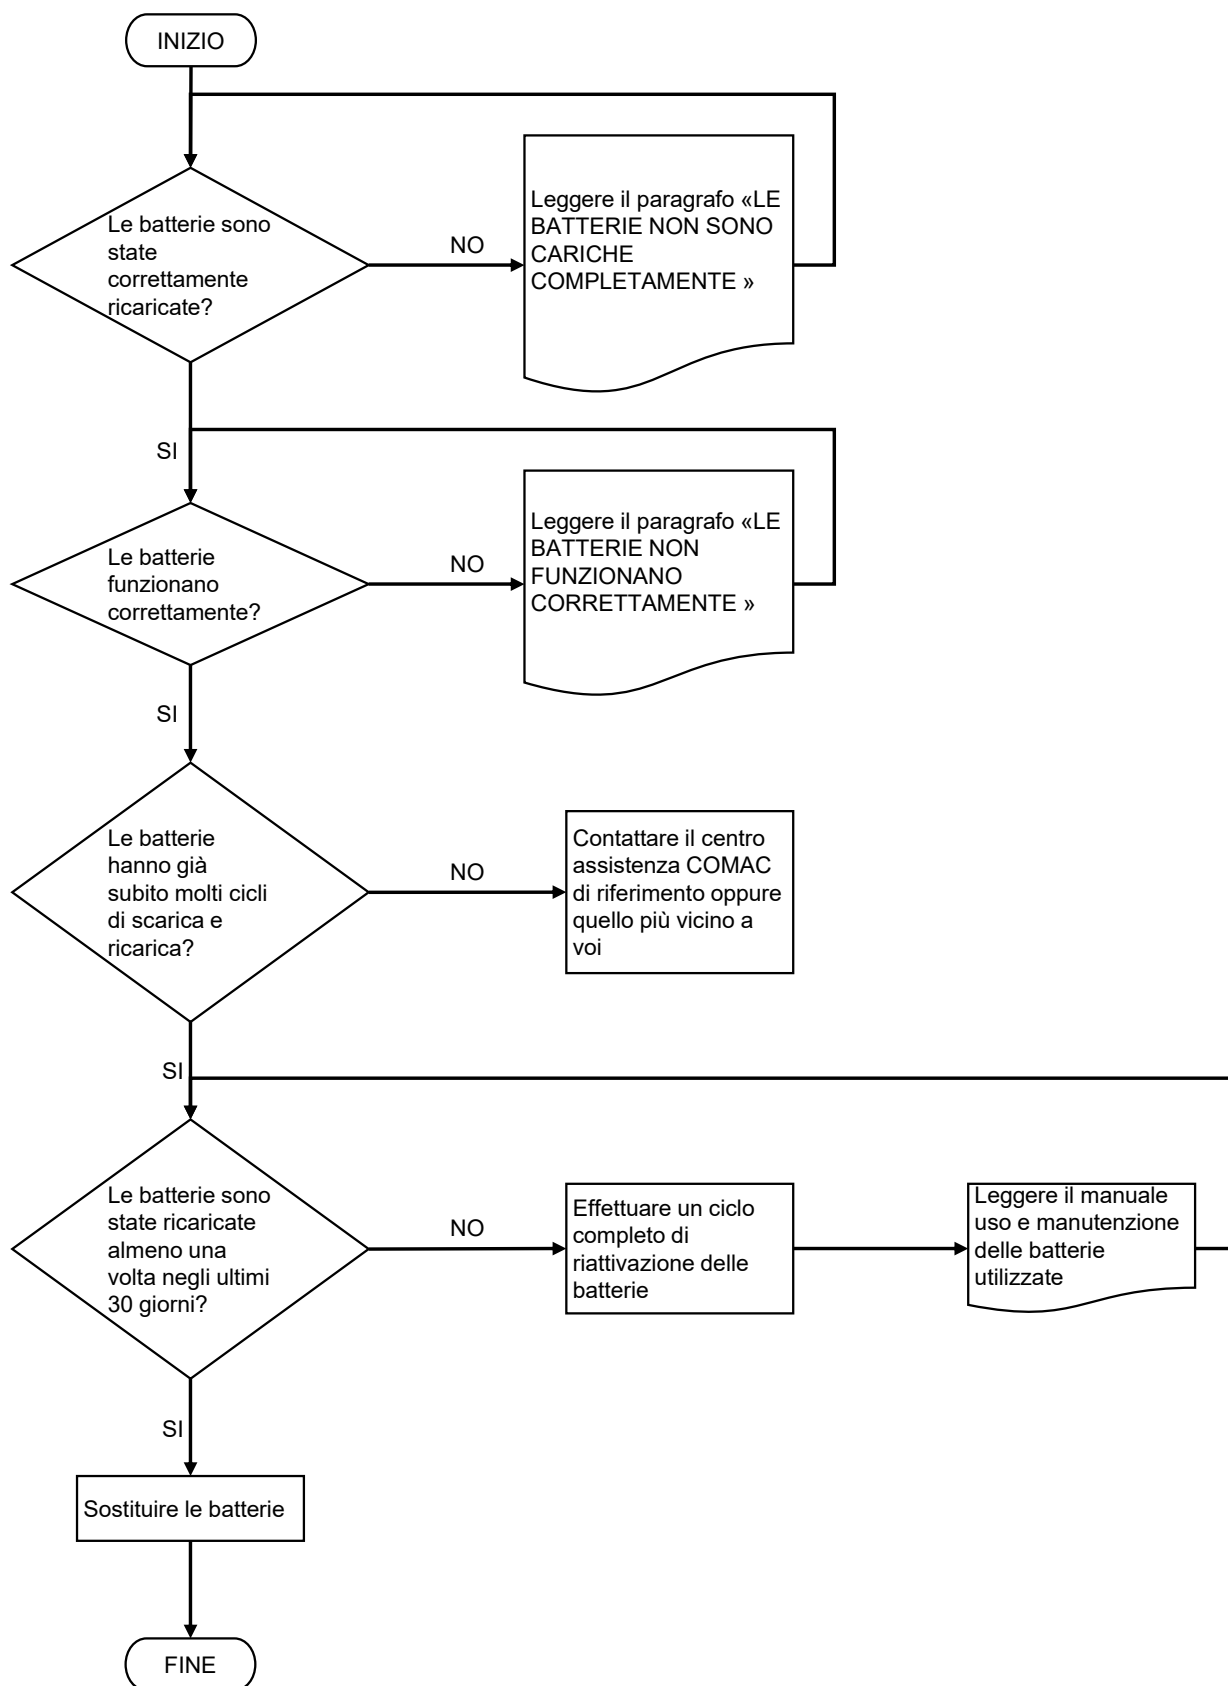 INIZIO
Le batterie sono
state
correttamente
ricaricate?
NO
Leggere il paragrafo «LE
BATTERIE NON SONO
CARICHE
COMPLETAMENTE »
SI
Le batterie
funzionano
correttamente?
NO
Leggere il paragrafo «LE
BATTERIE NON
FUNZIONANO
CORRETTAMENTE »
SI
Le batterie
hanno già
subito molti cicli
di scarica e
ricarica?
NO
Contattare il centro
assistenza COMAC
di riferimento oppure
quello più vicino a
voi
SI
Le batterie sono
state ricaricate
almeno una
volta negli ultimi
30 giorni?
NO
Effettuare un ciclo
completo di
riattivazione delle
batterie
Leggere il manuale
uso e manutenzione
delle batterie
utilizzate
SI
Sostituire le batterie
FINE